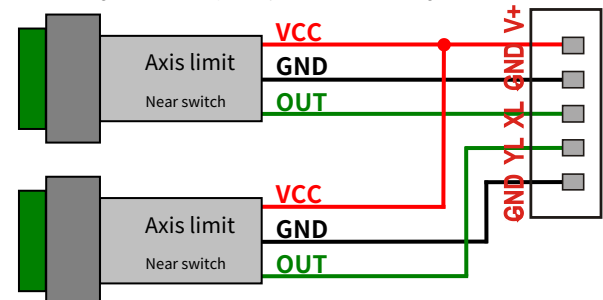 VCC
Axis limit
GND
Near switch
OUT
V+
GND
XL
YL
GND
VCC
Axis limit
GND
Near switch
OUT